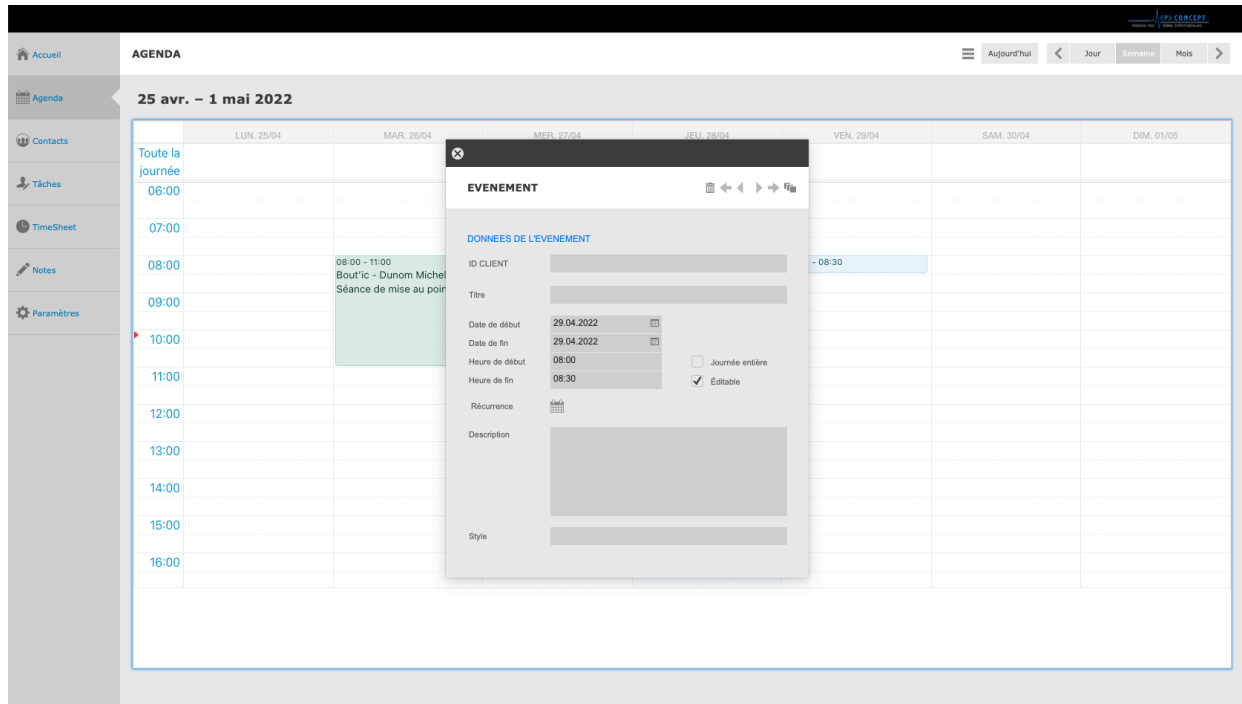 SPS CONCEPT
Accueil
AGENDA
Aujourd'hui
Jour
Semaine
Mois
Agenda
25 avr. – 1 mai 2022
Contacts
Tâches
TimeSheet
Notes
Paramètres
LUN. 25/04
MAR. 26/04
MER. 27/04
JEU. 28/04
VEN. 29/04
SAM. 30/04
DIM. 01/05
Toute la
journée
06:00
07:00
08:00
09:00
10:00
11:00
12:00
13:00
14:00
15:00
16:00
08:00 - 11:00
Bout'ic - Dunom Michel
Séance de mise au poin
- 08:30
EVENEMENT
DONNEES DE L'EVENEMENT
ID CLIENT
Titre
Date de début
29.04.2022
Date de fin
29.04.2022
Heure de début
08:00
Journée entière
Heure de fin
08:30
Éditable
Récurrence
Description
Style